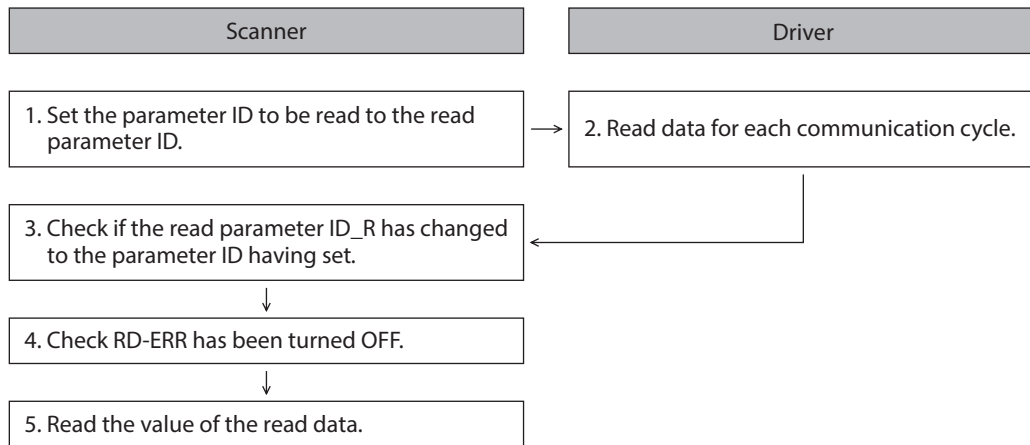 Scanner
Driver
1. Set the parameter ID to be read to the read
parameter ID.
2. Read data for each communication cycle.
3. Check if the read parameter ID_R has changed
to the parameter ID having set.
4. Check RD-ERR has been turned OFF.
5. Read the value of the read data.